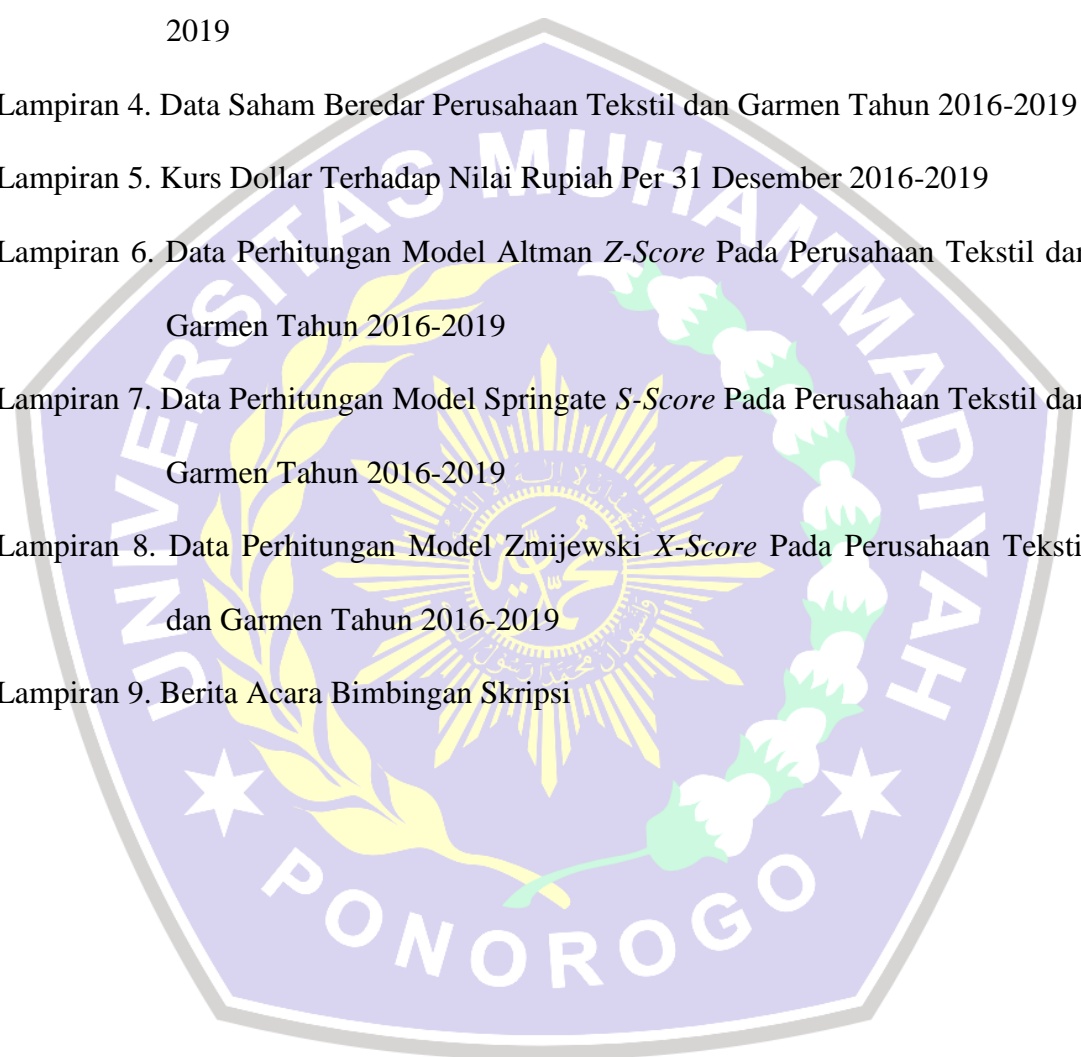 2019
Lampiran 4. Data Saham Beredar Perusahaan Tekstil dan Garmen Tahun 2016-2019
Lampiran 5. Kurs Dollar Terhadap Nilai Rupiah Per 31 Desember 2016-2019
Lampiran 6. Data Perhitungan Model Altman Z-Score Pada Perusahaan Tekstil dan
Garmen Tahun 2016-2019
Lampiran 7. Data Perhitungan Model Springate S-Score Pada Perusahaan Tekstil dan
Garmen Tahun 2016-2019
Lampiran 8. Data Perhitungan Model Zmijewski X-Score Pada Perusahaan Tekstil
dan Garmen Tahun 2016-2019
Lampiran 9. Berita Acara Bimbingan Skripsi
UNIVERSITAS MUHAMMADIYAH
PONOROGO